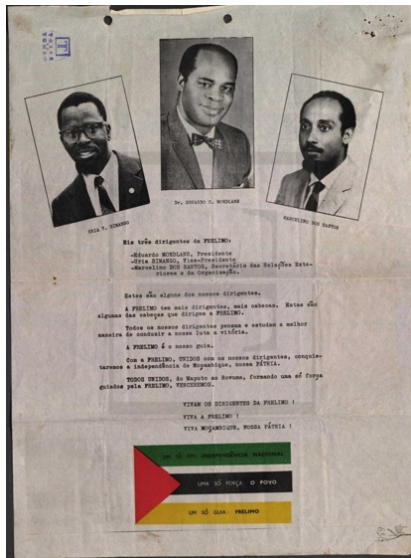 URIA T. SIMANGO
Dr. EDUARDO C. MONDLANE
MARCELINO DOS SANTOS
Eis três dirigentes da FRELIMO:
-Eduardo MONDLANE, Presidente
-Uria SIMANGO, Vice-Presidente
-Marcelino DOS SANTOS, Secretário das Relações Exte-
riores e da Organização.
Estes são alguns dos nossos dirigentes.
A FRELIMO tem mais dirigentes, mais cabeças. Estas são
algumas das cabeças que dirigem a FRELIMO.
Todos os nossos dirigentes pensam e estudam a melhor
maneira de conduzir a nossa luta a vitória.
A FRELIMO é o nosso guia.
Com a FRELIMO, UNIDOS com os nossos dirigentes, conquis-
taremos a independência de Moçambique, nossa PÁTRIA.
TODOS UNIDOS, do Maputo ao Rovuma, formando uma só força
guiados pela FRELIMO, VENCEREMOS.
VIVAM OS DIRIGENTES DA FRELIMO !
VIVA A FRELIMO !
VIVA MOÇAMBIQUE, NOSSA PÁTRIA !
UM SÓ FIM: INDEPENDÊNCIA NACIONAL
UMA SÓ FORÇA: O POVO
UM SÓ GUIA: FRELIMO